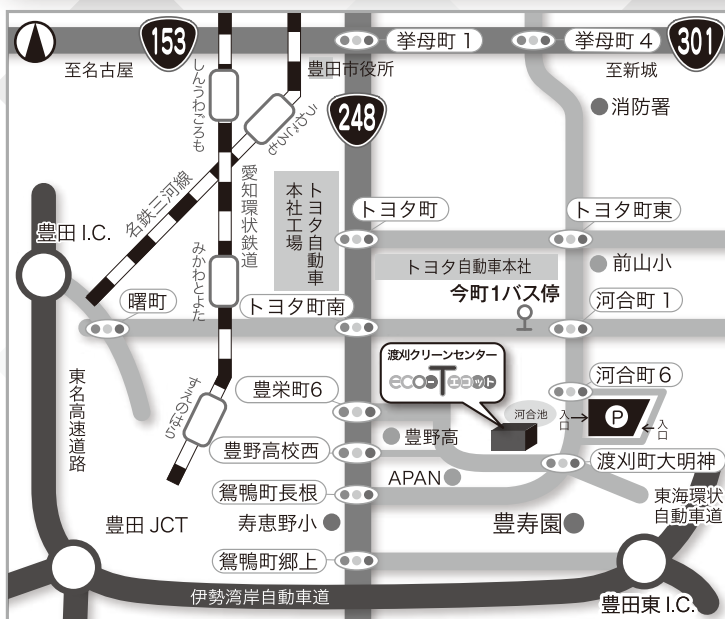 153
挙母町 1
挙母町 4
301
至名古屋
豊田市役所
至新城
しんうわごろも
うわごろも
248
消防署
名鉄三河線
愛知環状鉄道
トヨタ自動車
本社工場
トヨタ町
トヨタ町東
豊田 I.C.
みかわとよた
トヨタ自動車本社
前山小
曙町
トヨタ町南
今町1バス停
河合町 1
東名高速道路
渡刈クリーンセンター
eco-T エコット
豊栄町6
すえのはら
河合池
入口
P
入口
河合町 6
豊野高
豊野高校西
渡刈町大明神
APAN
鴛鴨町長根
東海環状
自動車道
豊田 JCT
寿恵野小
豊寿園
鴛鴨町郷上
伊勢湾岸自動車道
豊田東 I.C.